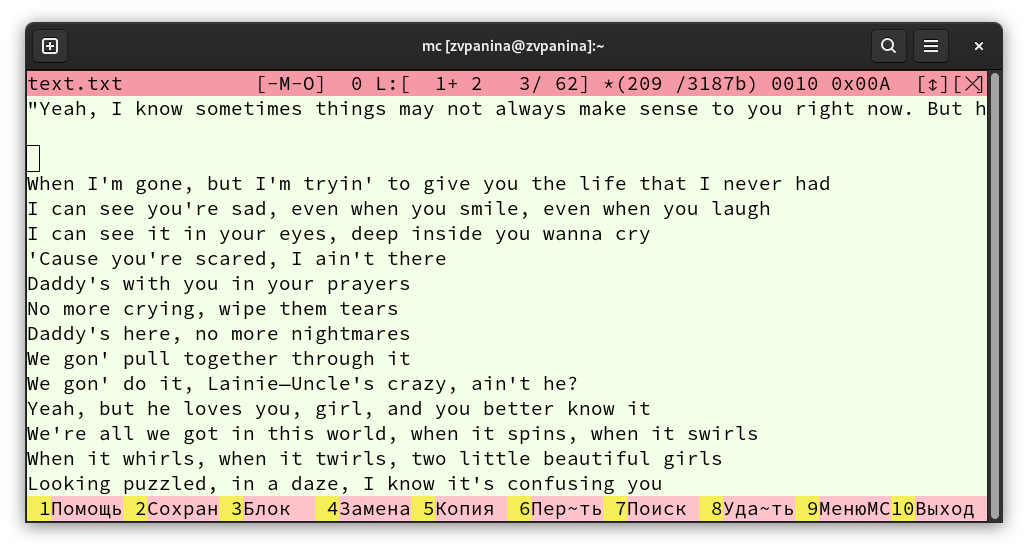 mc [zvpanina@zvpanina]:~
text.txt [-M-O] 0 L:[ 1+ 2 3/ 62] *(209 /3187b) 0010 0x00A [↕][X]
"Yeah, I know sometimes things may not always make sense to you right now. But h
When I'm gone, but I'm tryin' to give you the life that I never had
I can see you're sad, even when you smile, even when you laugh
I can see it in your eyes, deep inside you wanna cry
'Cause you're scared, I ain't there
Daddy's with you in your prayers
No more crying, wipe them tears
Daddy's here, no more nightmares
We gon' pull together through it
We gon' do it, Lainie—Uncle's crazy, ain't he?
Yeah, but he loves you, girl, and you better know it
We're all we got in this world, when it spins, when it swirls
When it whirls, when it twirls, two little beautiful girls
Looking puzzled, in a daze, I know it's confusing you
1Помощь 2Сохран 3Блок 4Замена 5Копия 6Пер~ть 7Поиск 8Уда~ть 9МенюMC 10Выход